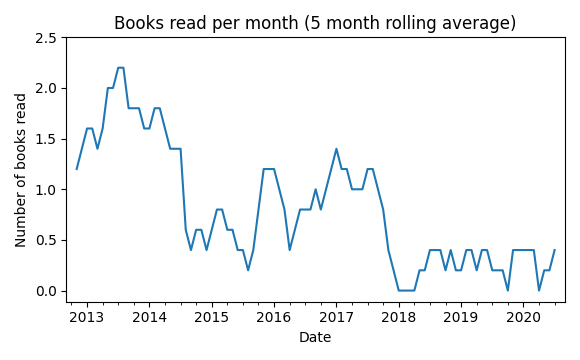 Books read per month (5 month rolling average)
2.5
2.0
1.5
1.0
0.5
0.0
Number of books read
2013 2014 2015 2016 2017 2018 2019 2020
Date